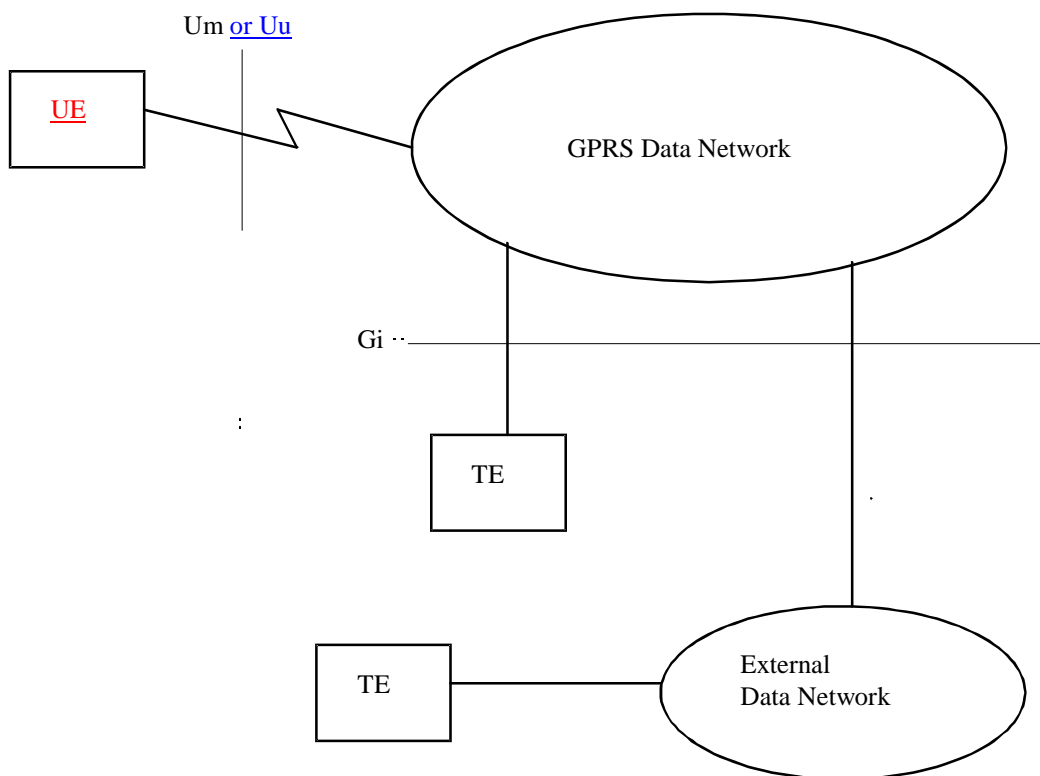 Um or Uu
UE
GPRS Data Network
Gi
TE
TE
External
Data Network